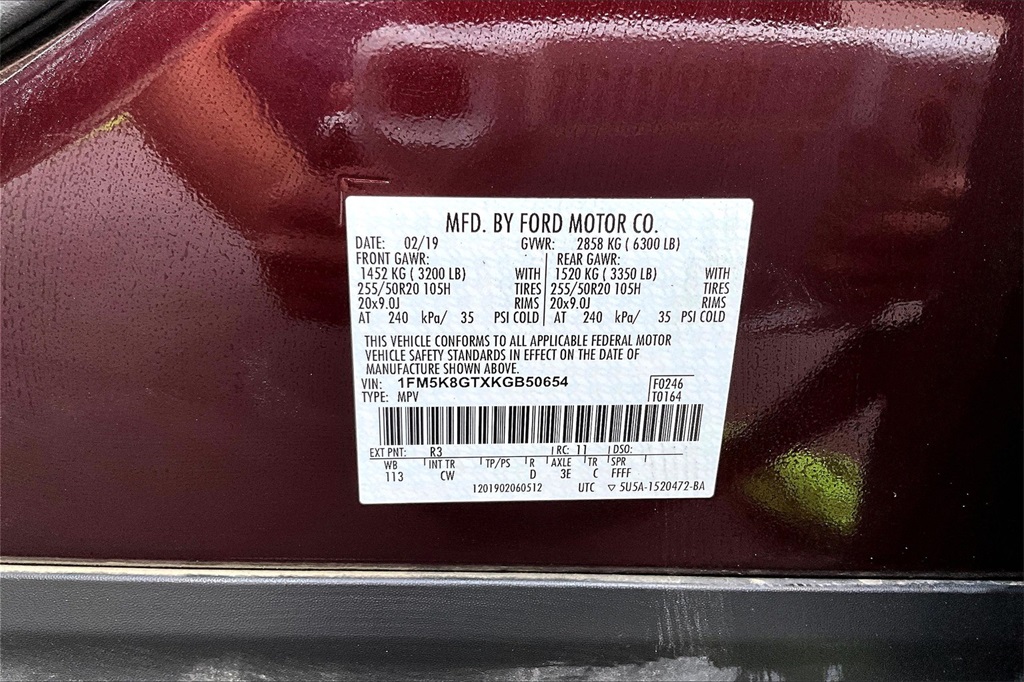 MFD. BY FORD MOTOR CO.
DATE: 02/19 GVWR: 2858 KG ( 6300 LB)
FRONT GAWR: REAR GAWR:
1452 KG ( 3200 LB) WITH 1520 KG ( 3350 LB) WITH
255/50R20 105H TIRES 255/50R20 105H TIRES
20x9.0J RIMS 20x9.0J RIMS
AT 240 kPa/ 35 PSI COLD AT 240 kPa/ 35 PSI COLD
THIS VEHICLE CONFORMS TO ALL APPLICABLE FEDERAL MOTOR
VEHICLE SAFETY STANDARDS IN EFFECT ON THE DATE OF
MANUFACTURE SHOWN ABOVE.
VIN: 1FM5K8GTXKGB50654 F0246
TYPE: MPV T0164
EXT PNT: R3 RC: 11 DSO:
WB INT TR TP/PS R AXLE TR SPR
113 CW D 3E C FFFF
1201902060512 UTC ▽ 5U5A-1520472-BA